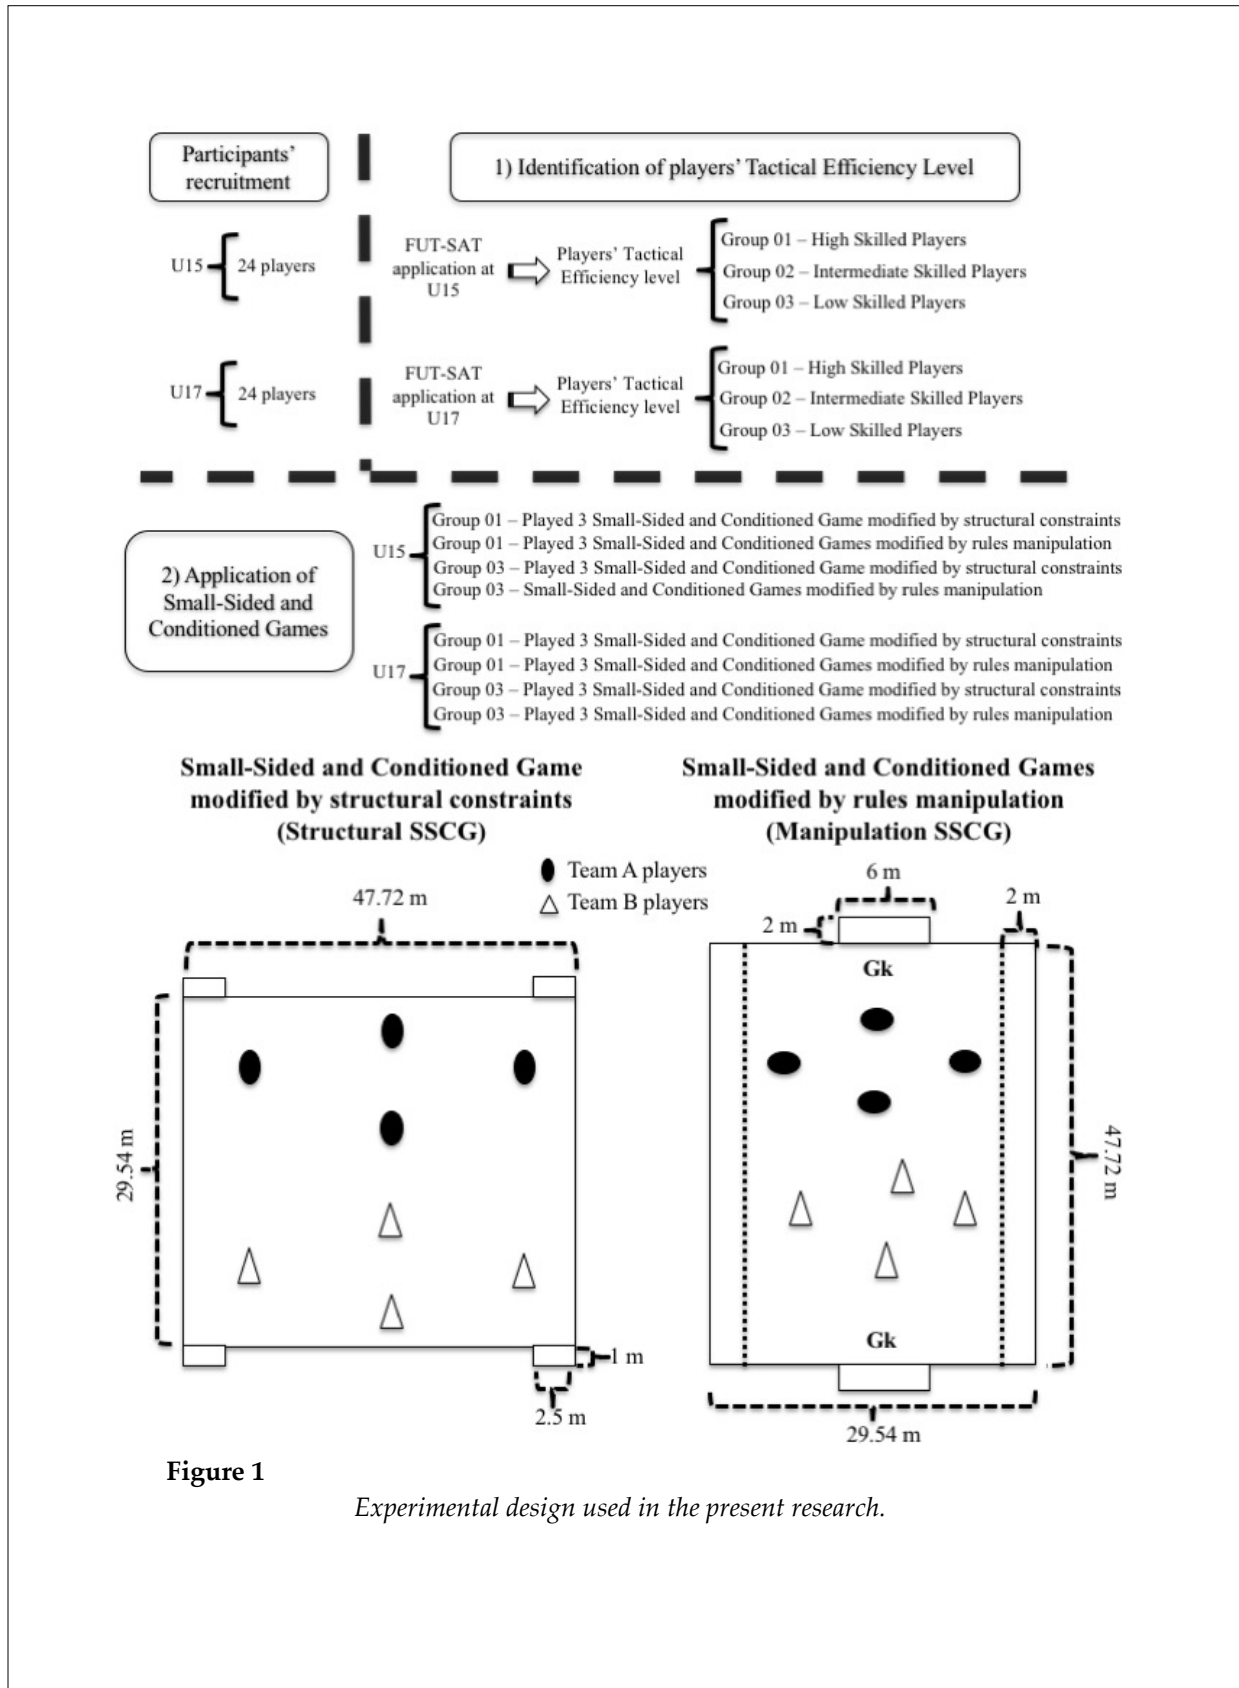 Participants'
recruitment
1) Identification of players' Tactical Efficiency Level
U15
24 players
FUT-SAT
application at
U15
Players' Tactical
Efficiency level
Group 01 – High Skilled Players
Group 02 – Intermediate Skilled Players
Group 03 – Low Skilled Players
U17
24 players
FUT-SAT
application at
U17
Players' Tactical
Efficiency level
Group 01 – High Skilled Players
Group 02 – Intermediate Skilled Players
Group 03 – Low Skilled Players
2) Application of
Small-Sided and
Conditioned Games
U15
Group 01 – Played 3 Small-Sided and Conditioned Game modified by structural constraints
Group 01 – Played 3 Small-Sided and Conditioned Games modified by rules manipulation
Group 03 – Played 3 Small-Sided and Conditioned Games modified by structural constraints
Group 03 – Small-Sided and Conditioned Games modified by rules manipulation
U17
Group 01 – Played 3 Small-Sided and Conditioned Game modified by structural constraints
Group 01 – Played 3 Small-Sided and Conditioned Games modified by rules manipulation
Group 03 – Played 3 Small-Sided and Conditioned Game modified by structural constraints
Group 03 – Played 3 Small-Sided and Conditioned Games modified by rules manipulation
Small-Sided and Conditioned Game
modified by structural constraints
(Structural SSCG)
Small-Sided and Conditioned Games
modified by rules manipulation
(Manipulation SSCG)
Team A players
Team B players
47.72 m
29.54 m
1 m
2.5 m
6 m
2 m
2 m
Gk
47.72 m
Gk
29.54 m
Figure 1
Experimental design used in the present research.